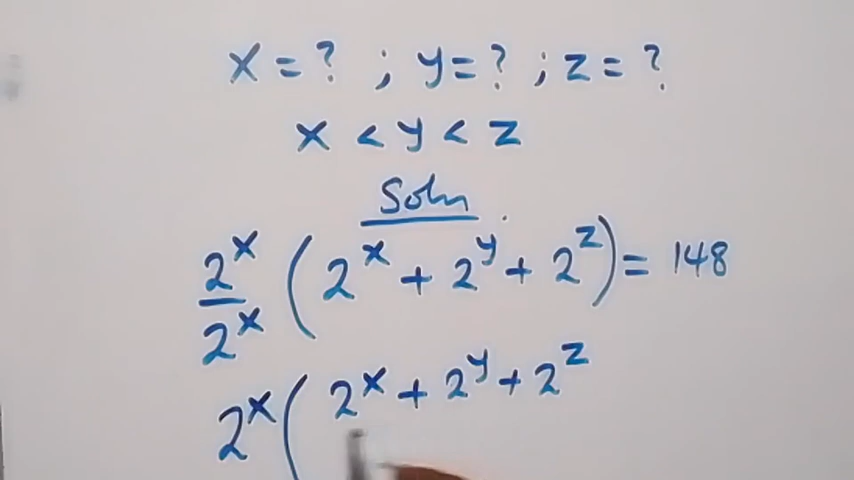 x = ? ; y = ? ; z = ?
x < y < z
Soln.
2^x/2^x (2^x + 2^y + 2^z) = 148
2^x ( 2^x + 2^y + 2^z